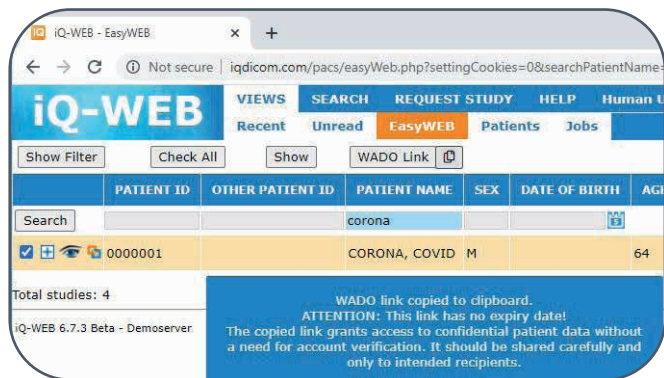 iQ-WEB - EasyWEB
Not secure | iqdicom.com/pacs/easyWeb.php?settingCookies=0&searchPatientName=
iQ-WEB
VIEWS SEARCH REQUEST STUDY HELP Human
Recent Unread EasyWEB Patients Jobs
Show Filter Check All Show WADO Link
PATIENT ID OTHER PATIENT ID PATIENT NAME SEX DATE OF BIRTH
Search corona
0000001 CORONA, COVID M 64
Total studies: 4
iQ-WEB 6.7.3 Beta - Demoserver
WADO link copied to clipboard.
ATTENTION: This link has no expiry date!
The copied link grants access to confidential patient data without
a need for account verification. It should be shared carefully and
only to intended recipients.